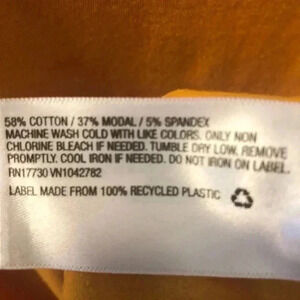 58% COTTON / 37% MODAL / 5% SPANDEX
MACHINE WASH COLD WITH LIKE COLORS. ONLY NON
CHLORINE BLEACH IF NEEDED. TUMBLE DRY LOW. REMOVE
PROMPTLY. COOL IRON IF NEEDED. DO NOT IRON ON LABEL.
RN17730 VN1042782
LABEL MADE FROM 100% RECYCLED PLASTIC